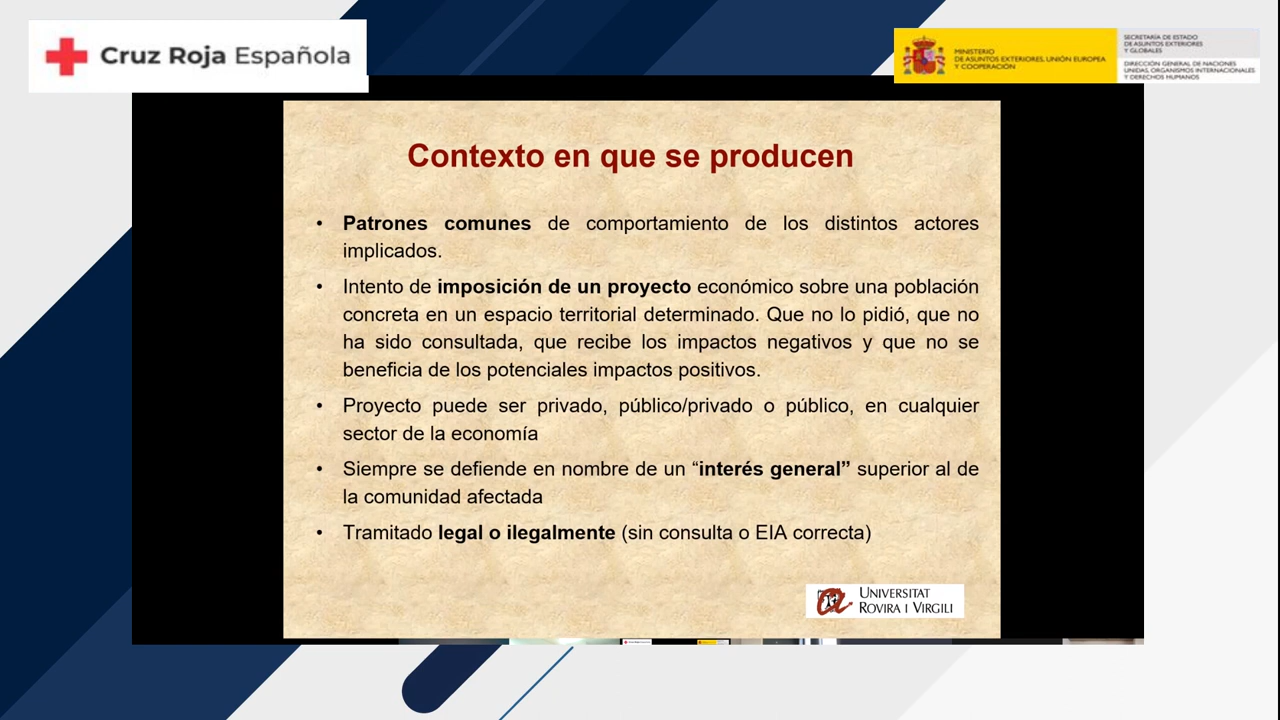 Cruz Roja Española
MINISTERIO
DE ASUNTOS EXTERIORES, UNIÓN EUROPEA
Y COOPERACIÓN
SECRETARÍA DE ESTADO
DE ASUNTOS EXTERIORES
Y GLOBALES
DIRECCIÓN GENERAL DE NACIONES
UNIDAS, ORGANISMOS INTERNACIONALES
Y DERECHOS HUMANOS
Contexto en que se producen
• Patrones comunes de comportamiento de los distintos actores
implicados.
• Intento de imposición de un proyecto económico sobre una población
concreta en un espacio territorial determinado. Que no lo pidió, que no
ha sido consultada, que recibe los impactos negativos y que no se
beneficia de los potenciales impactos positivos.
• Proyecto puede ser privado, público/privado o público, en cualquier
sector de la economía
• Siempre se defiende en nombre de un “interés general” superior al de
la comunidad afectada
• Tramitado legal o ilegalmente (sin consulta o EIA correcta)
UNIVERSITAT
ROVIRA I VIRGILI